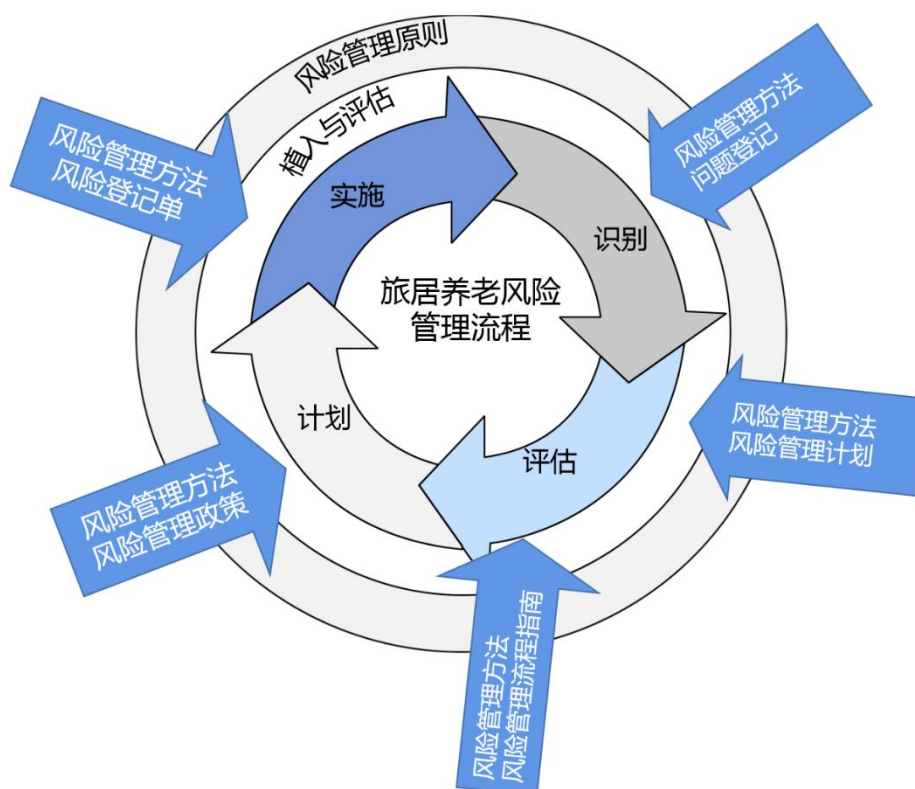 风险管理原则
植入与评估
风险管理方法
风险登记单
风险管理方法
问题登记
实施
识别
旅居养老风险
管理流程
计划
评估
风险管理方法
风险管理计划
风险管理方法
风险管理政策
风险管理方法
风险管理流程指南